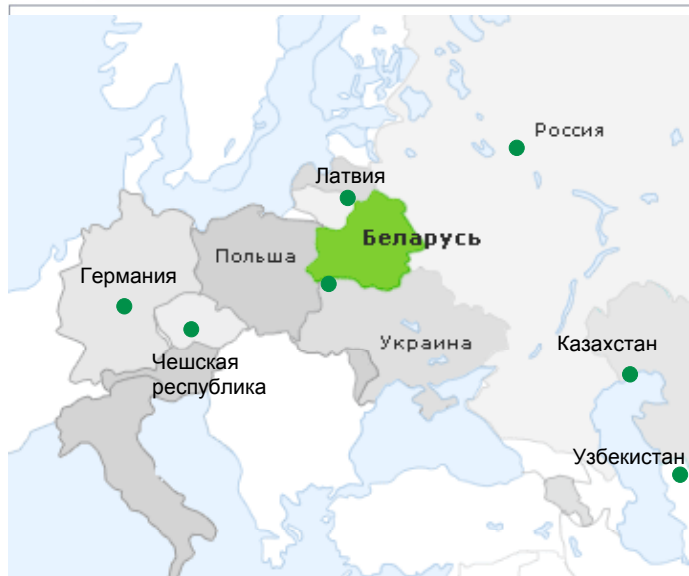 Россия
Латвия
Беларусь
Польша
Германия
Украина
Чешская
республика
Казахстан
Узбекистан